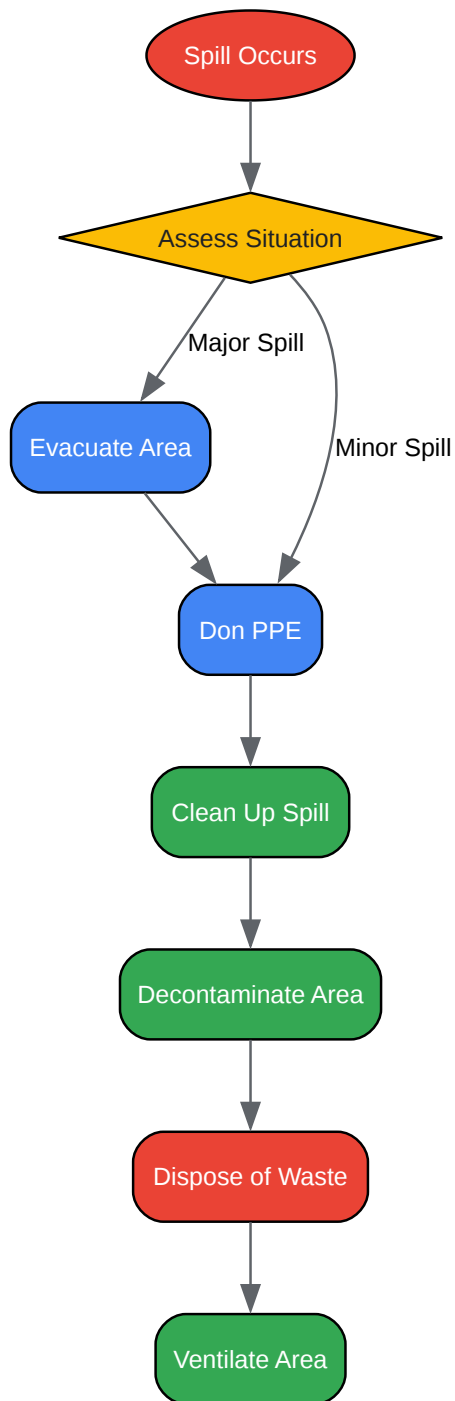 Spill Occurs
Assess Situation
Major Spill
Evacuate Area
Minor Spill
Don PPE
Clean Up Spill
Decontaminate Area
Dispose of Waste
Ventilate Area